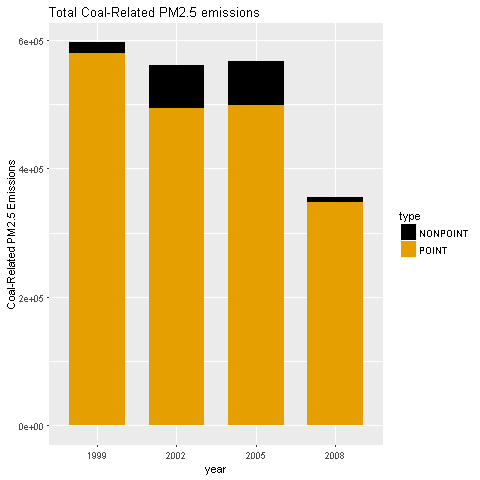 Total Coal-Related PM2.5 emissions
Coal-Related PM2.5 Emissions
6e+05
4e+05
2e+05
0e+00
1999 2002 2005 2008
year
type
NONPOINT
POINT